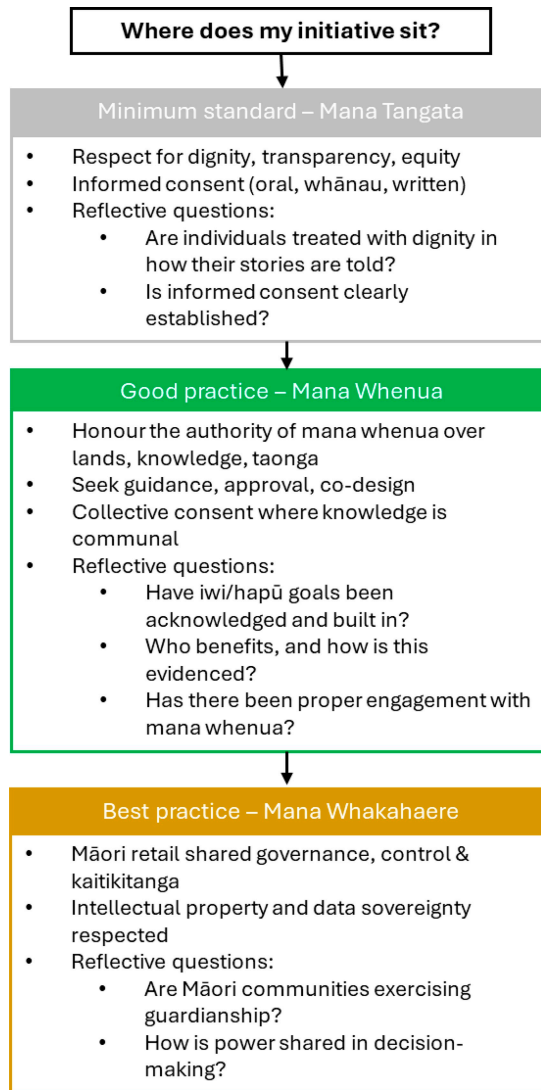 Where does my initiative sit?
Minimum standard – Mana Tangata
• Respect for dignity, transparency, equity
• Informed consent (oral, whānau, written)
• Reflective questions:
• Are individuals treated with dignity in
how their stories are told?
• Is informed consent clearly
established?
Good practice – Mana Whenua
• Honour the authority of mana whenua over
lands, knowledge, taonga
• Seek guidance, approval, co-design
• Collective consent where knowledge is
communal
• Reflective questions:
• Have iwi/hapū goals been
acknowledged and built in?
• Who benefits, and how is this
evidenced?
• Has there been proper engagement with
mana whenua?
Best practice – Mana Whakahaere
• Māori retail shared governance, control &
kaitikitanga
• Intellectual property and data sovereignty
respected
• Reflective questions:
• Are Māori communities exercising
guardianship?
• How is power shared in decision-
making?